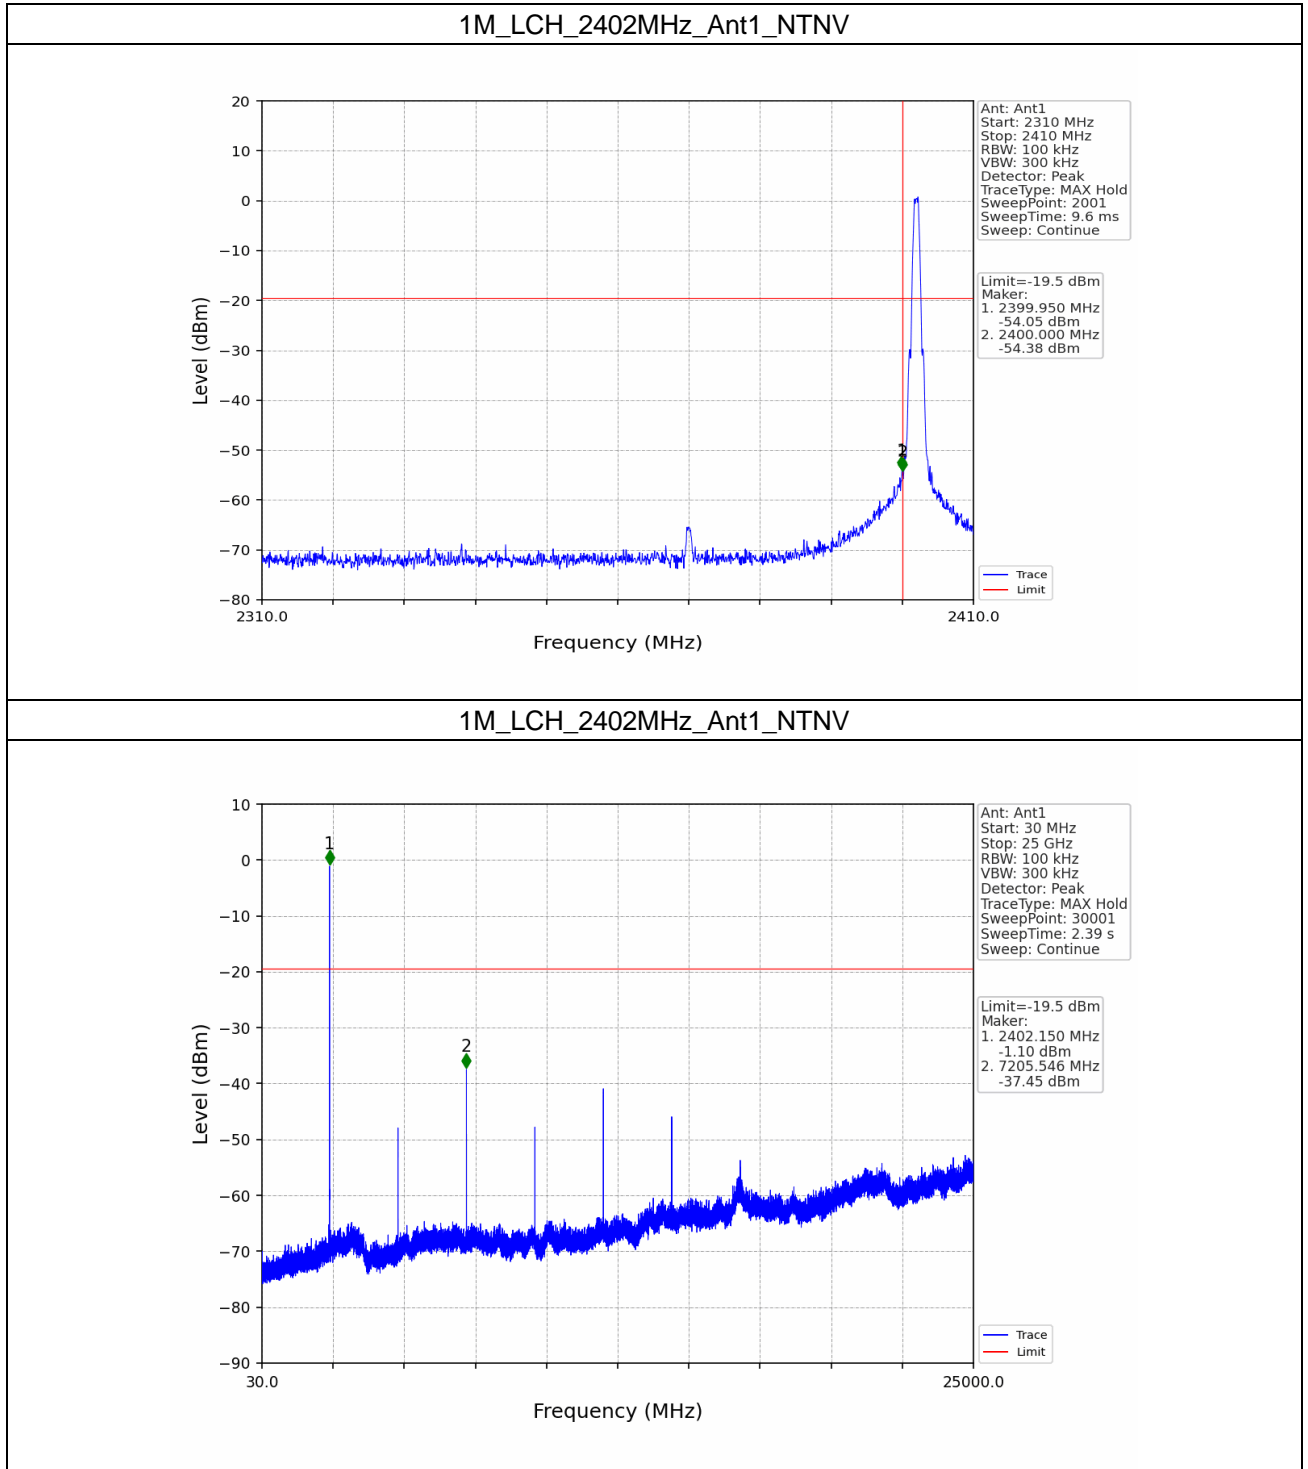 1M_LCH_2402MHz_Ant1_NTNV
20
10
0
−10
−20
−30
−40
−50
−60
−70
−80
Level (dBm)
2310.0
2410.0
Frequency (MHz)
2
Ant: Ant1
Start: 2310 MHz
Stop: 2410 MHz
RBW: 100 kHz
VBW: 300 kHz
Detector: Peak
TraceType: MAX Hold
SweepPoint: 2001
SweepTime: 9.6 ms
Sweep: Continue
Limit=-19.5 dBm
Maker:
1. 2399.950 MHz
-54.05 dBm
2. 2400.000 MHz
-54.38 dBm
Trace
Limit
1M_LCH_2402MHz_Ant1_NTNV
10
0
−10
−20
−30
−40
−50
−60
−70
−80
−90
Level (dBm)
30.0
25000.0
Frequency (MHz)
1
2
Ant: Ant1
Start: 30 MHz
Stop: 25 GHz
RBW: 100 kHz
VBW: 300 kHz
Detector: Peak
TraceType: MAX Hold
SweepPoint: 30001
SweepTime: 2.39 s
Sweep: Continue
Limit=-19.5 dBm
Maker:
1. 2402.150 MHz
-1.10 dBm
2. 7205.546 MHz
-37.45 dBm
Trace
Limit